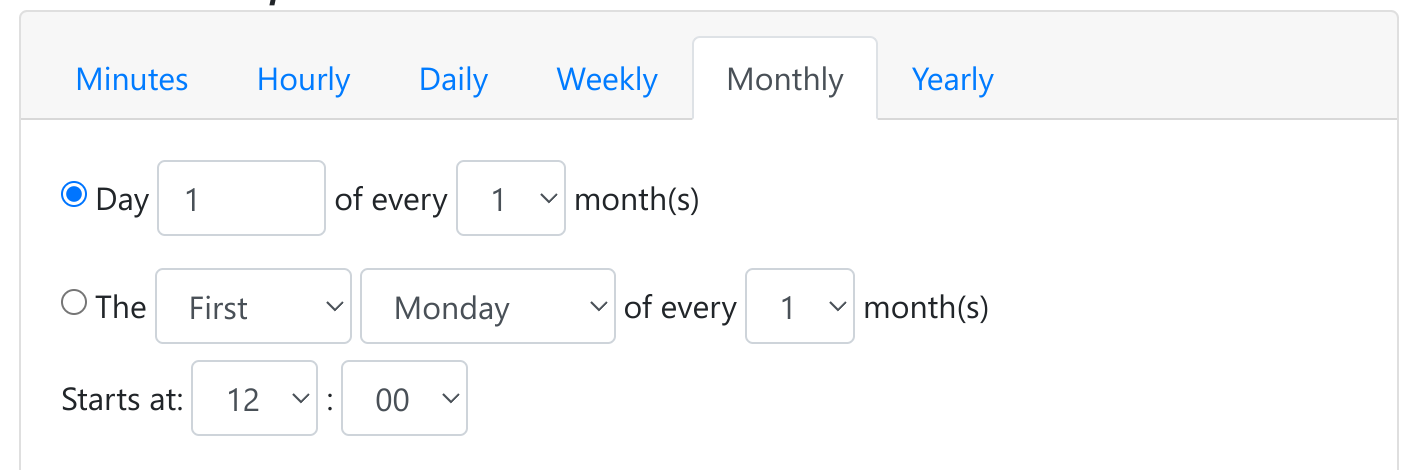 Minutes Hourly Daily Weekly Monthly Yearly
Day 1 of every 1 month(s)
The First Monday of every 1 month(s)
Starts at: 12 : 00